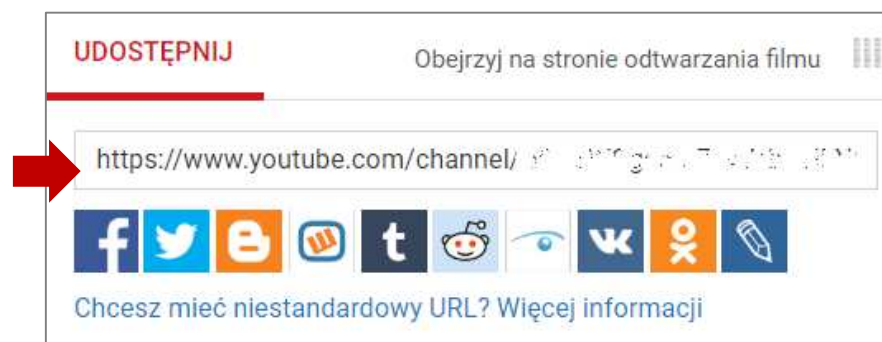 UDOSTĘPNIJ Obejrzyj na stronie odtwarzania filmu
https://www.youtube.com/channel/
Chcesz mieć niestandardowy URL? Więcej informacji